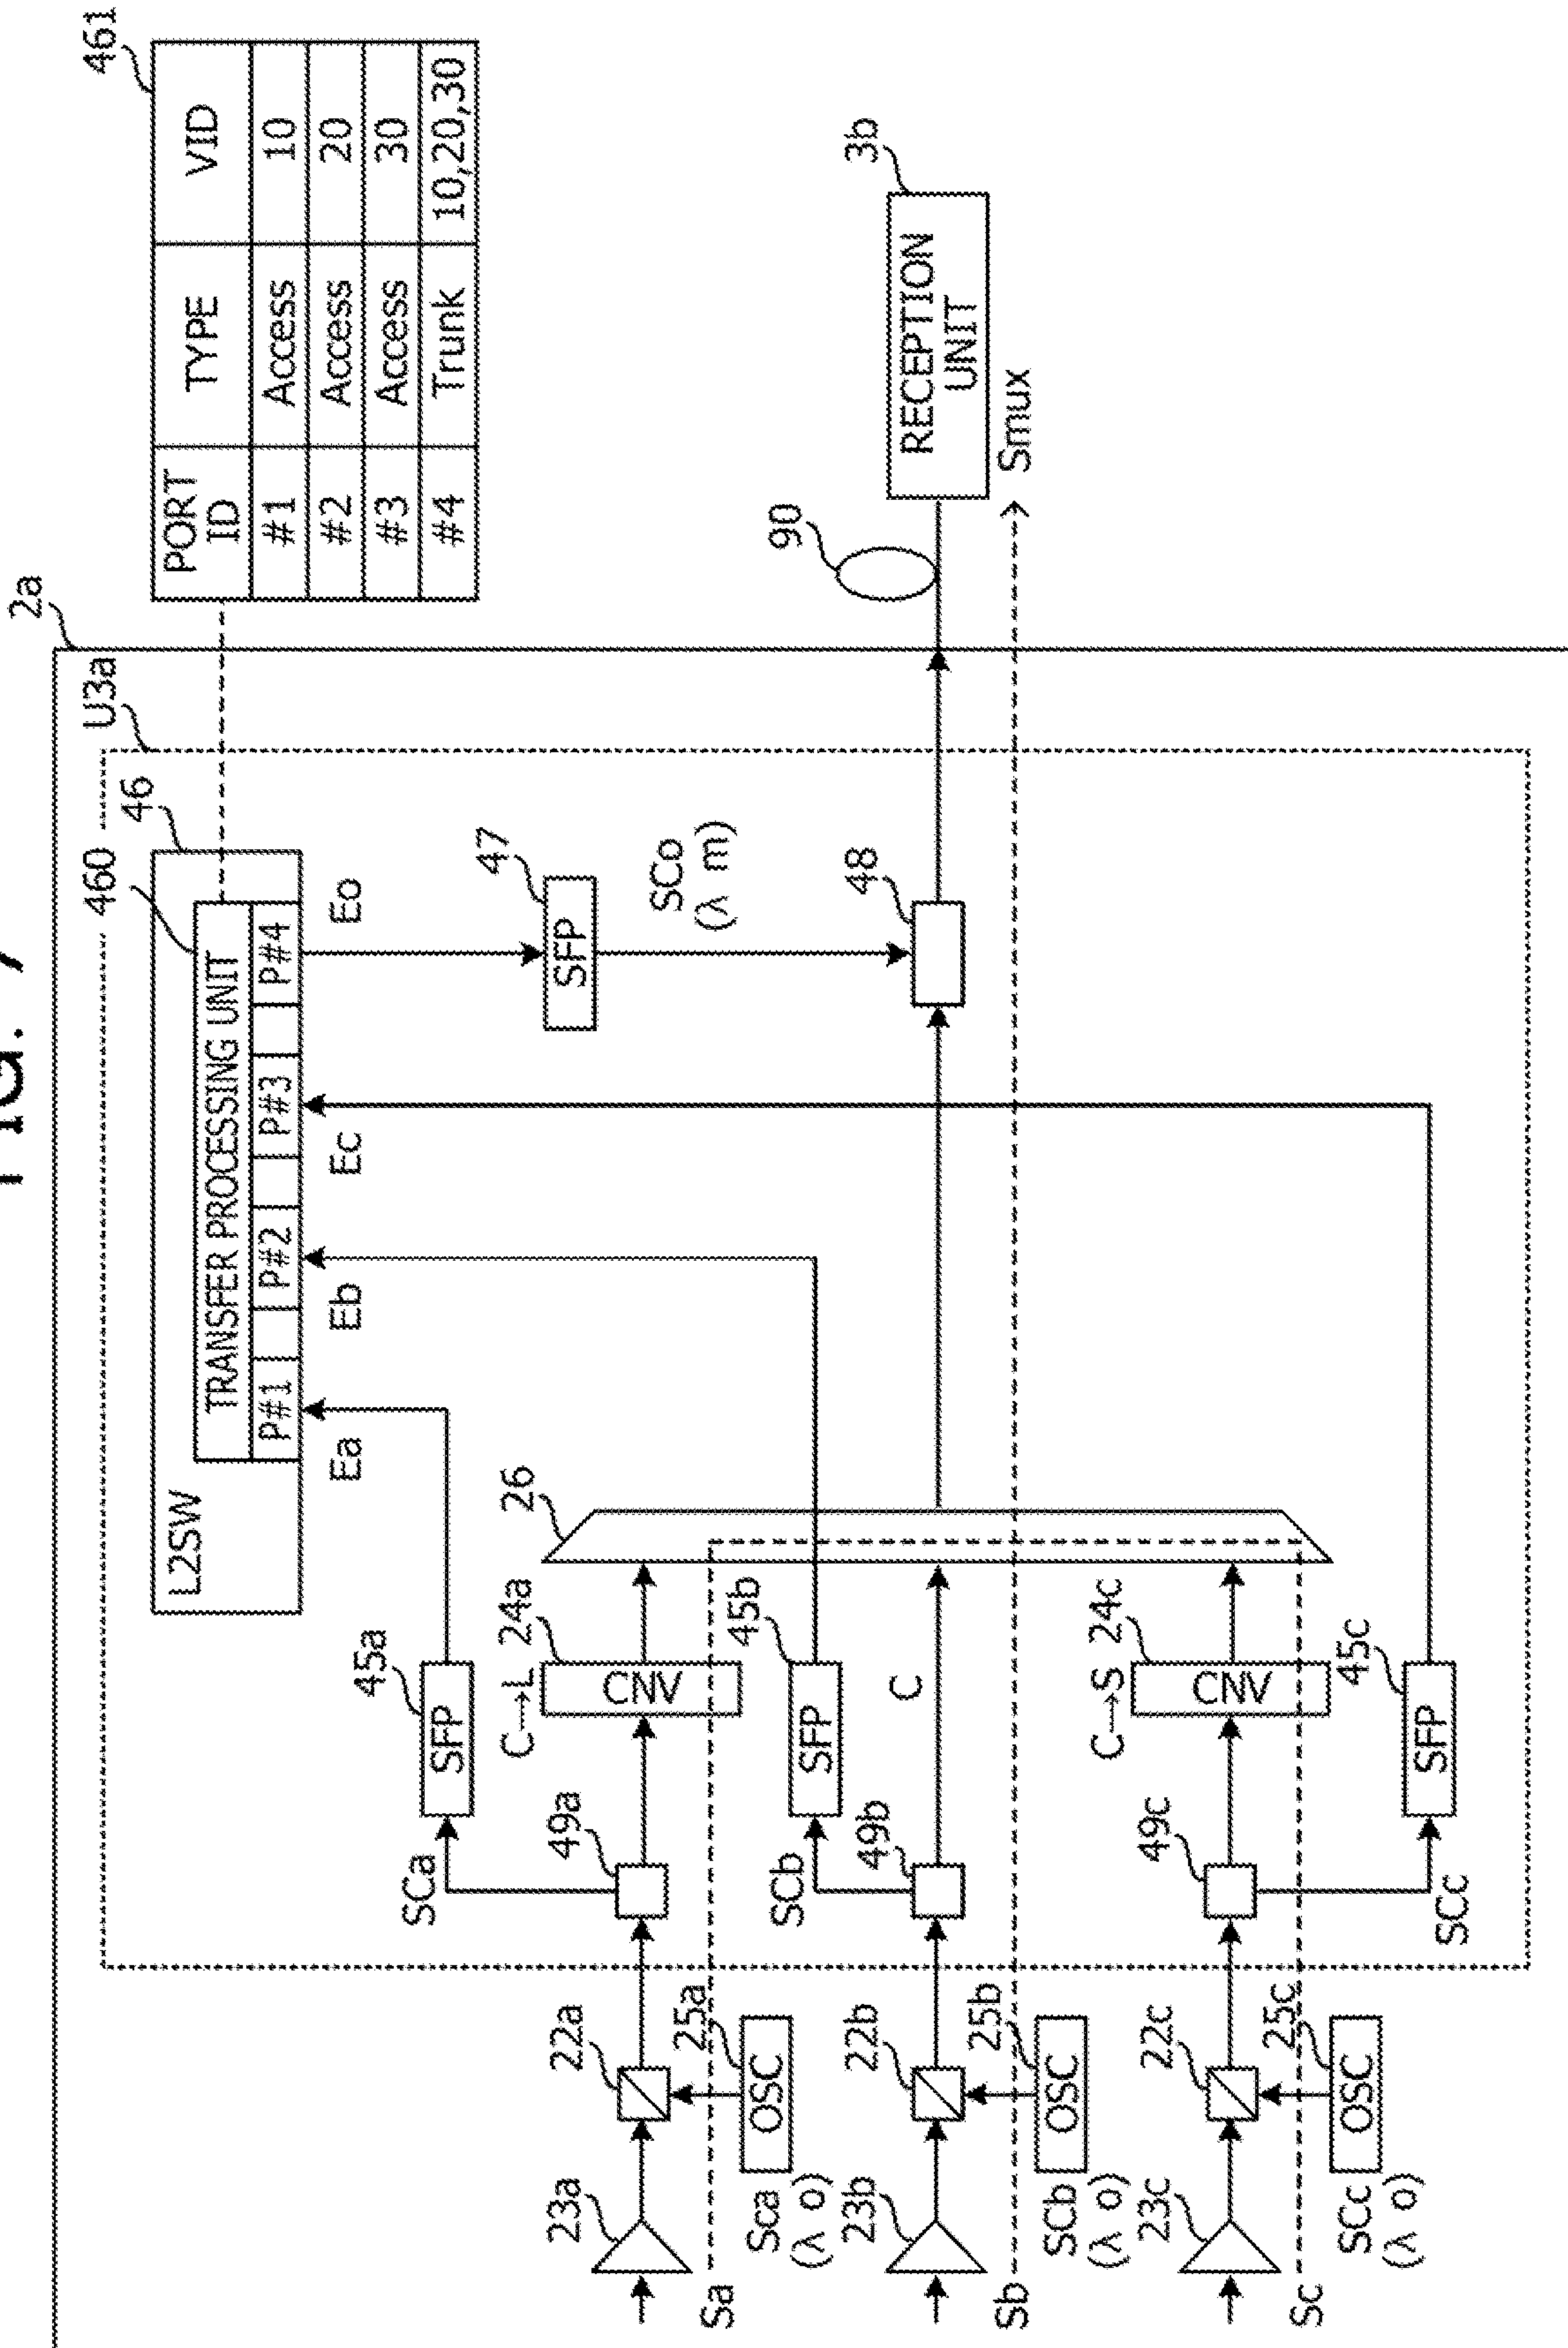 2a
U3a
460
46
L2SW
TRANSFER PROCESSING UNIT
P#1
P#2
P#3
P#4
461
PORT ID
TYPE
VID
#1
Access
10
#2
Access
20
#3
Access
30
#4
Trunk
10,20,30
Ea
Eb
Ec
Eo
47
SFP
SCo
(λ m)
48
90
3b
RECEPTION
UNIT
Smux
45a
SFP
SCa
26
C→L
24a
CNV
49a
22a
23a
25a
OSC
Sca
(λ o)
Sa
45b
SFP
SCb
C
49b
22b
23b
25b
OSC
SCb
(λ o)
Sb
C→S
24c
CNV
49c
22c
23c
25c
OSC
SCc
(λ o)
Sc
45c
SFP
SCc